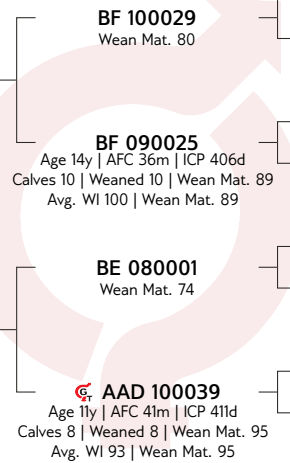 BF 100029
Wean Mat. 80
BF 090025
Age 14y | AFC 36m | ICP 406d
Calves 10 | Weaned 10 | Wean Mat. 89
Avg. WI 100 | Wean Mat. 89
BE 080001
Wean Mat. 74
GT AAD 100039
Age 11y | AFC 41m | ICP 411d
Calves 8 | Weaned 8 | Wean Mat. 95
Avg. WI 93 | Wean Mat. 95